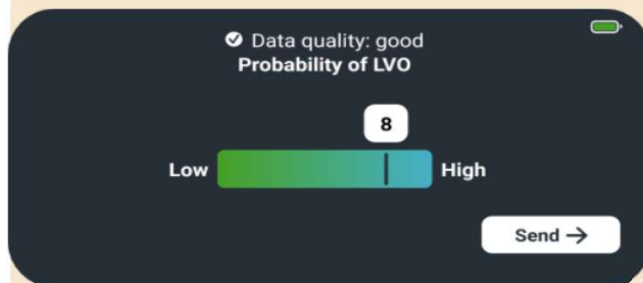 Data quality: good
Probability of LVO
8
Low High
Send →